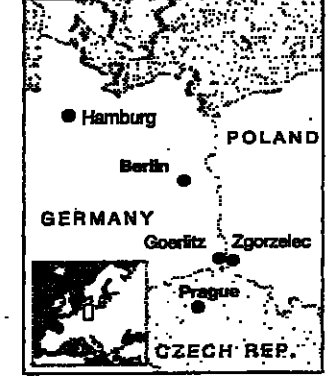 Hamburg
POLAND
Berlin
GERMANY
Goerlitz Zgorzelec
Prague
CZECH REP.